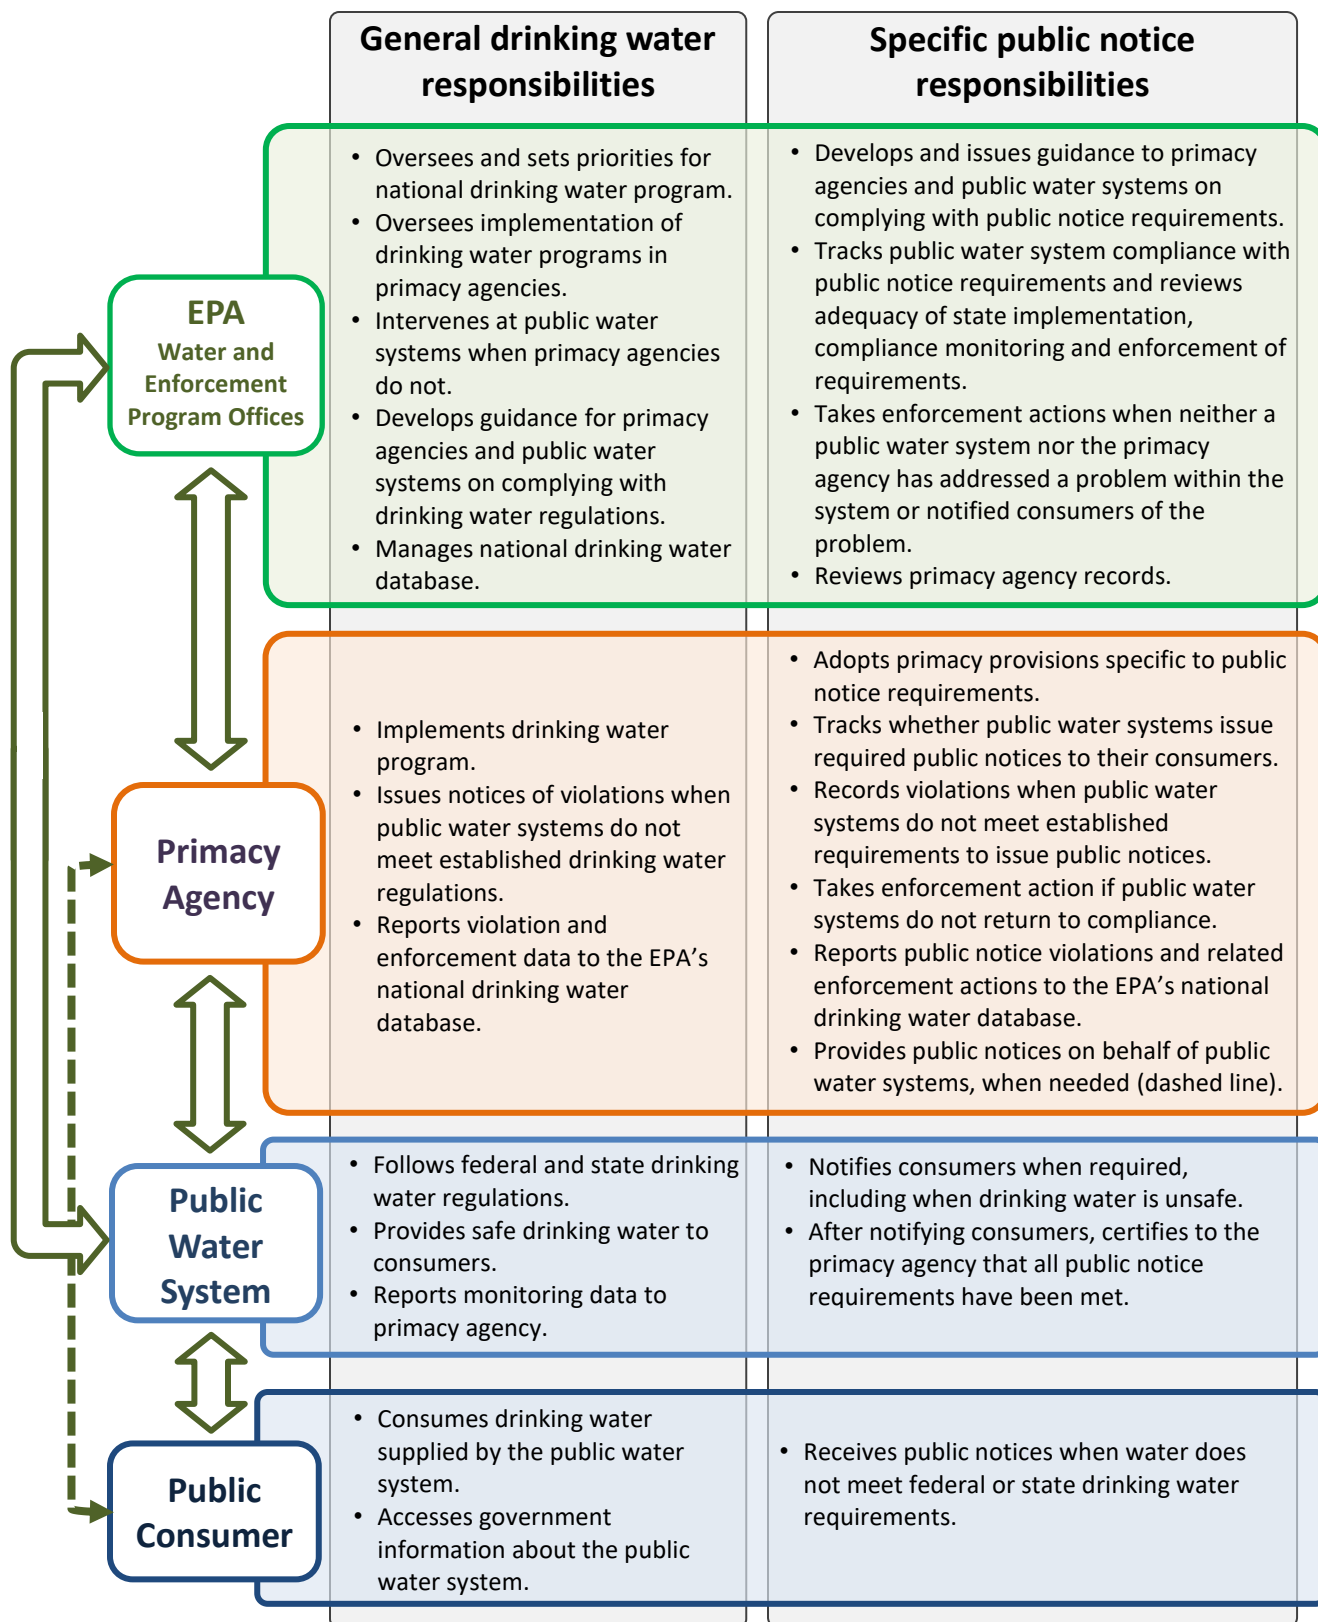 General drinking water
responsibilities
Specific public notice
responsibilities
EPA
Water and
Enforcement
Program Offices
• Oversees and sets priorities for
national drinking water program.
• Oversees implementation of
drinking water programs in
primacy agencies.
• Intervenes at public water
systems when primacy agencies
do not.
• Develops guidance for primacy
agencies and public water
systems on complying with
drinking water regulations.
• Manages national drinking water
database.
• Develops and issues guidance to primacy
agencies and public water systems on
complying with public notice requirements.
• Tracks public water system compliance with
public notice requirements and reviews
adequacy of state implementation,
compliance monitoring and enforcement of
requirements.
• Takes enforcement actions when neither a
public water system nor the primacy
agency has addressed a problem within the
system or notified consumers of the
problem.
• Reviews primacy agency records.
Primacy
Agency
• Implements drinking water
program.
• Issues notices of violations when
public water systems do not
meet established drinking water
regulations.
• Reports violation and
enforcement data to the EPA’s
national drinking water
database.
• Adopts primacy provisions specific to public
notice requirements.
• Tracks whether public water systems issue
required public notices to their consumers.
• Records violations when public water
systems do not meet established
requirements to issue public notices.
• Takes enforcement action if public water
systems do not return to compliance.
• Reports public notice violations and related
enforcement actions to the EPA’s national
drinking water database.
• Provides public notices on behalf of public
water systems, when needed (dashed line).
Public
Water
System
• Follows federal and state drinking
water regulations.
• Provides safe drinking water to
consumers.
• Reports monitoring data to
primacy agency.
• Notifies consumers when required,
including when drinking water is unsafe.
• After notifying consumers, certifies to the
primacy agency that all public notice
requirements have been met.
Public
Consumer
• Consumes drinking water
supplied by the public water
system.
• Accesses government
information about the public
water system.
• Receives public notices when water does
not meet federal or state drinking water
requirements.